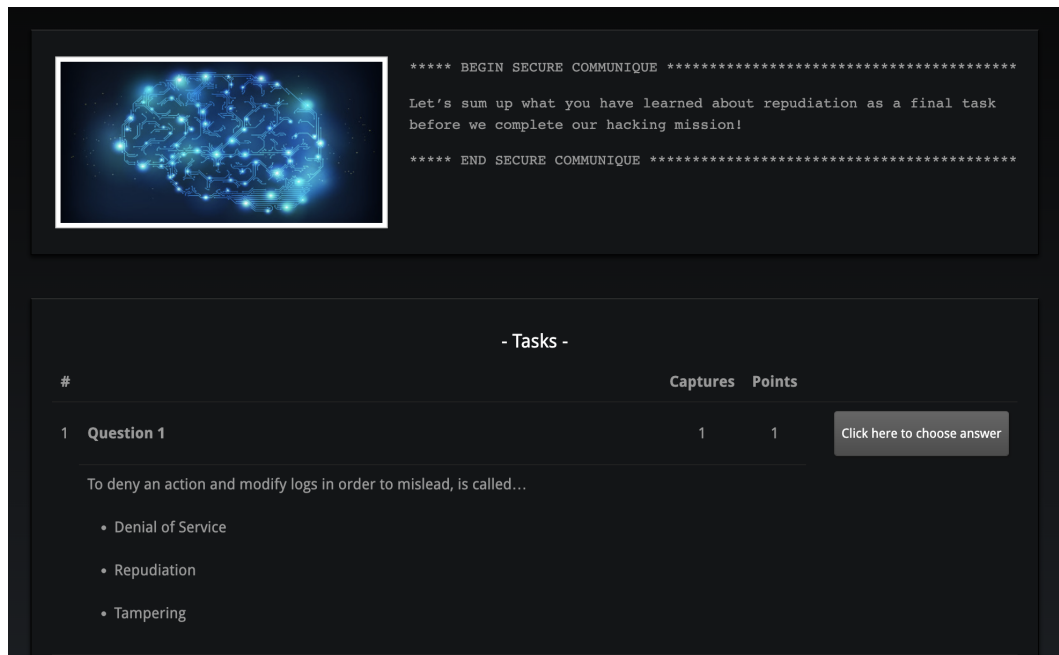 ***** BEGIN SECURE COMMUNIQUE *****************************************
Let’s sum up what you have learned about repudiation as a final task
before we complete our hacking mission!
***** END SECURE COMMUNIQUE *******************************************
- Tasks -
# Captures Points
1 Question 1 1 1 Click here to choose answer
To deny an action and modify logs in order to mislead, is called…
• Denial of Service
• Repudiation
• Tampering